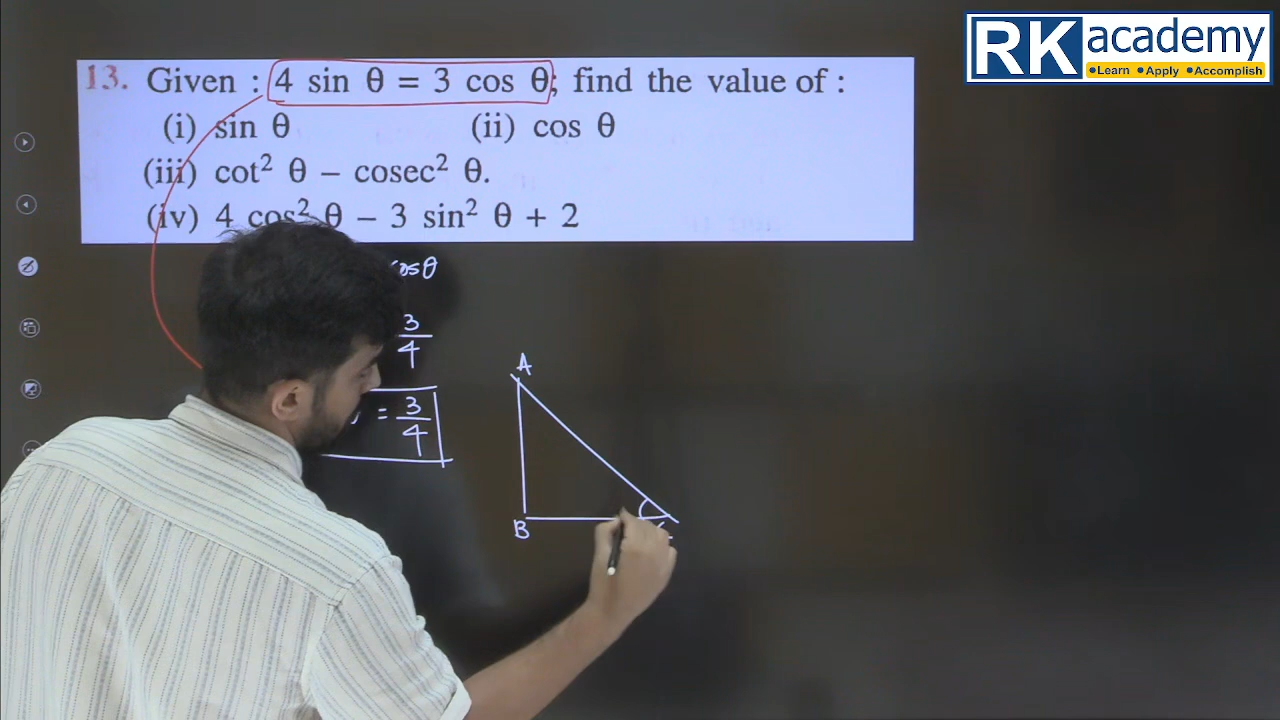 RK academy
•Learn •Apply •Accomplish
13. Given : 4 sin θ = 3 cos θ; find the value of :
(i) sin θ (ii) cos θ
(iii) cot² θ – cosec² θ.
(iv) 4 cos² θ – 3 sin² θ + 2
cosθ
3/4
= 3/4
A
B